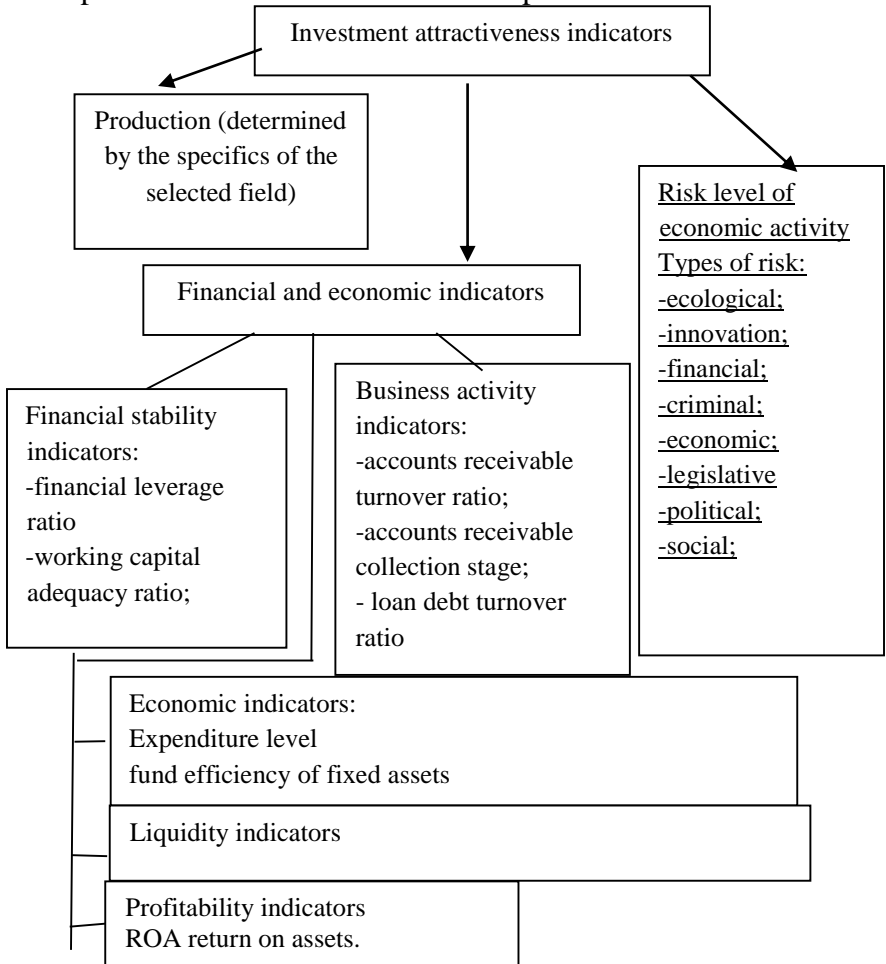 Investment attractiveness indicators
Production (determined
by the specifics of the
selected field)
Risk level of
economic activity
Types of risk:
-ecological;
-innovation;
-financial;
-criminal;
-economic;
-legislative
-political;
-social;
Financial and economic indicators
Financial stability
indicators:
-financial leverage
ratio
-working capital
adequacy ratio;
Business activity
indicators:
-accounts receivable
turnover ratio;
-accounts receivable
collection stage;
- loan debt turnover
ratio
Economic indicators:
Expenditure level
fund efficiency of fixed assets
Liquidity indicators
Profitability indicators
ROA return on assets.